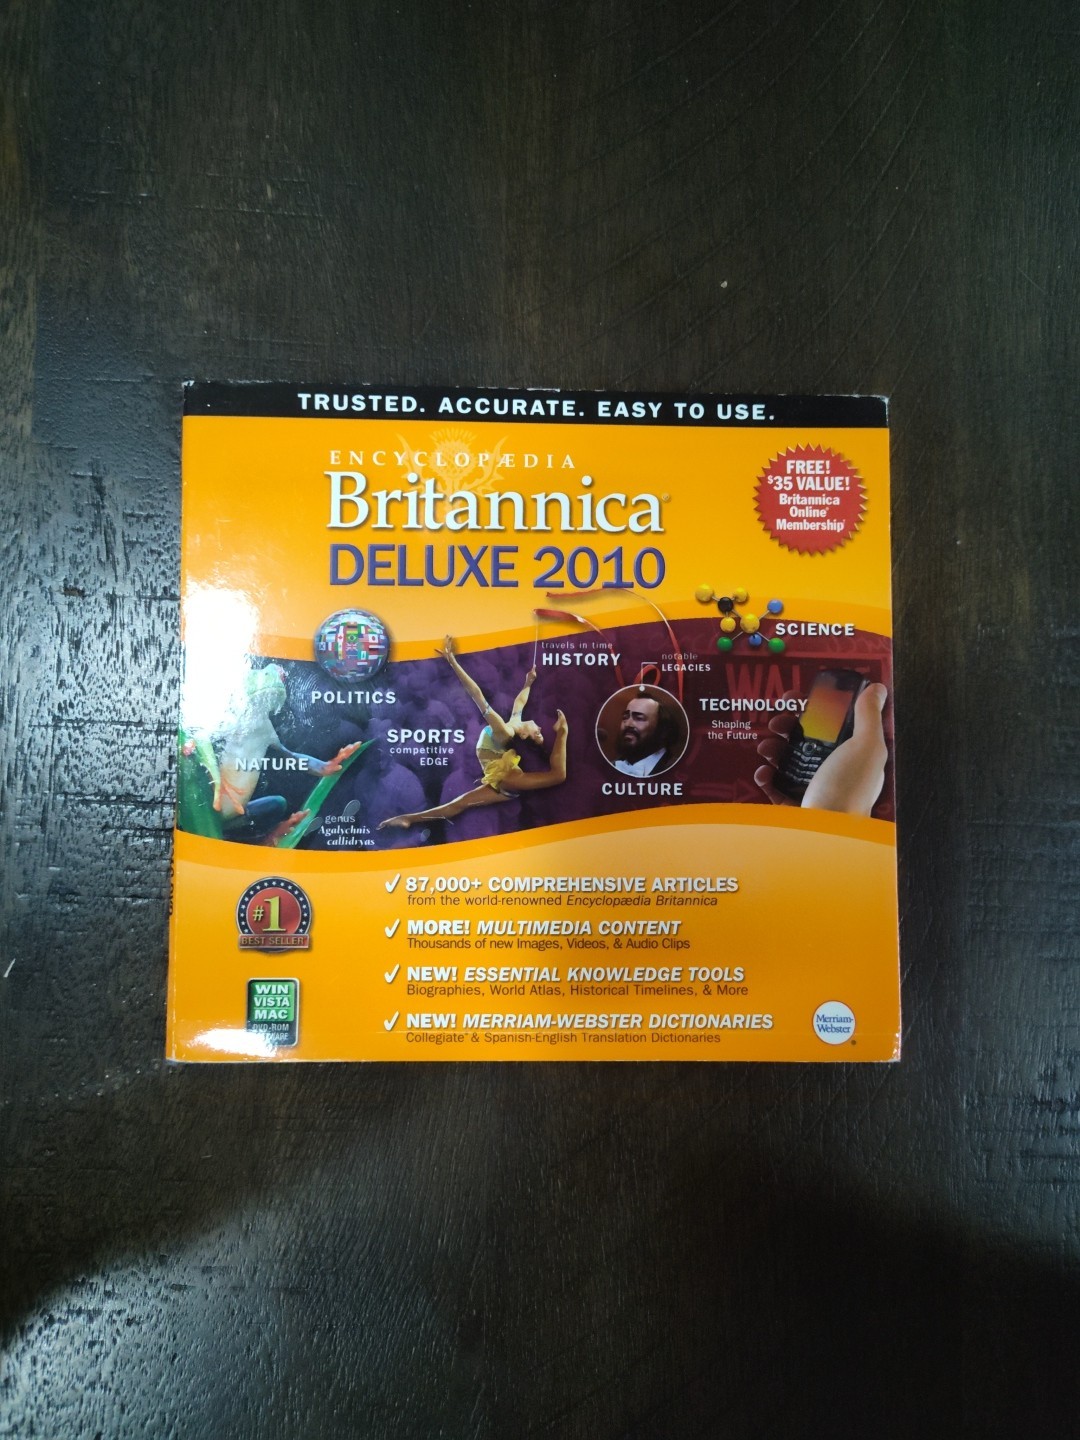 TRUSTED. ACCURATE. EASY TO USE.
ENCYCLOPÆDIA
Britannica®
DELUXE 2010
FREE!
$35 VALUE!
Britannica
Online®
Membership
SCIENCE
travels in time
HISTORY
notable
LEGACIES
POLITICS
TECHNOLOGY
Shaping
the Future
SPORTS
competitive
EDGE
NATURE
CULTURE
genus
Agalychnis
callidryas
✓ 87,000+ COMPREHENSIVE ARTICLES
from the world-renowned Encyclopædia Britannica
#1
BEST SELLER
✓ MORE! MULTIMEDIA CONTENT
Thousands of new Images, Videos, & Audio Clips
✓ NEW! ESSENTIAL KNOWLEDGE TOOLS
Biographies, World Atlas, Historical Timelines, & More
WIN
VISTA
MAC
DVD-ROM
✓ NEW! MERRIAM-WEBSTER DICTIONARIES
Collegiate® & Spanish-English Translation Dictionaries
Merriam-
Webster
®